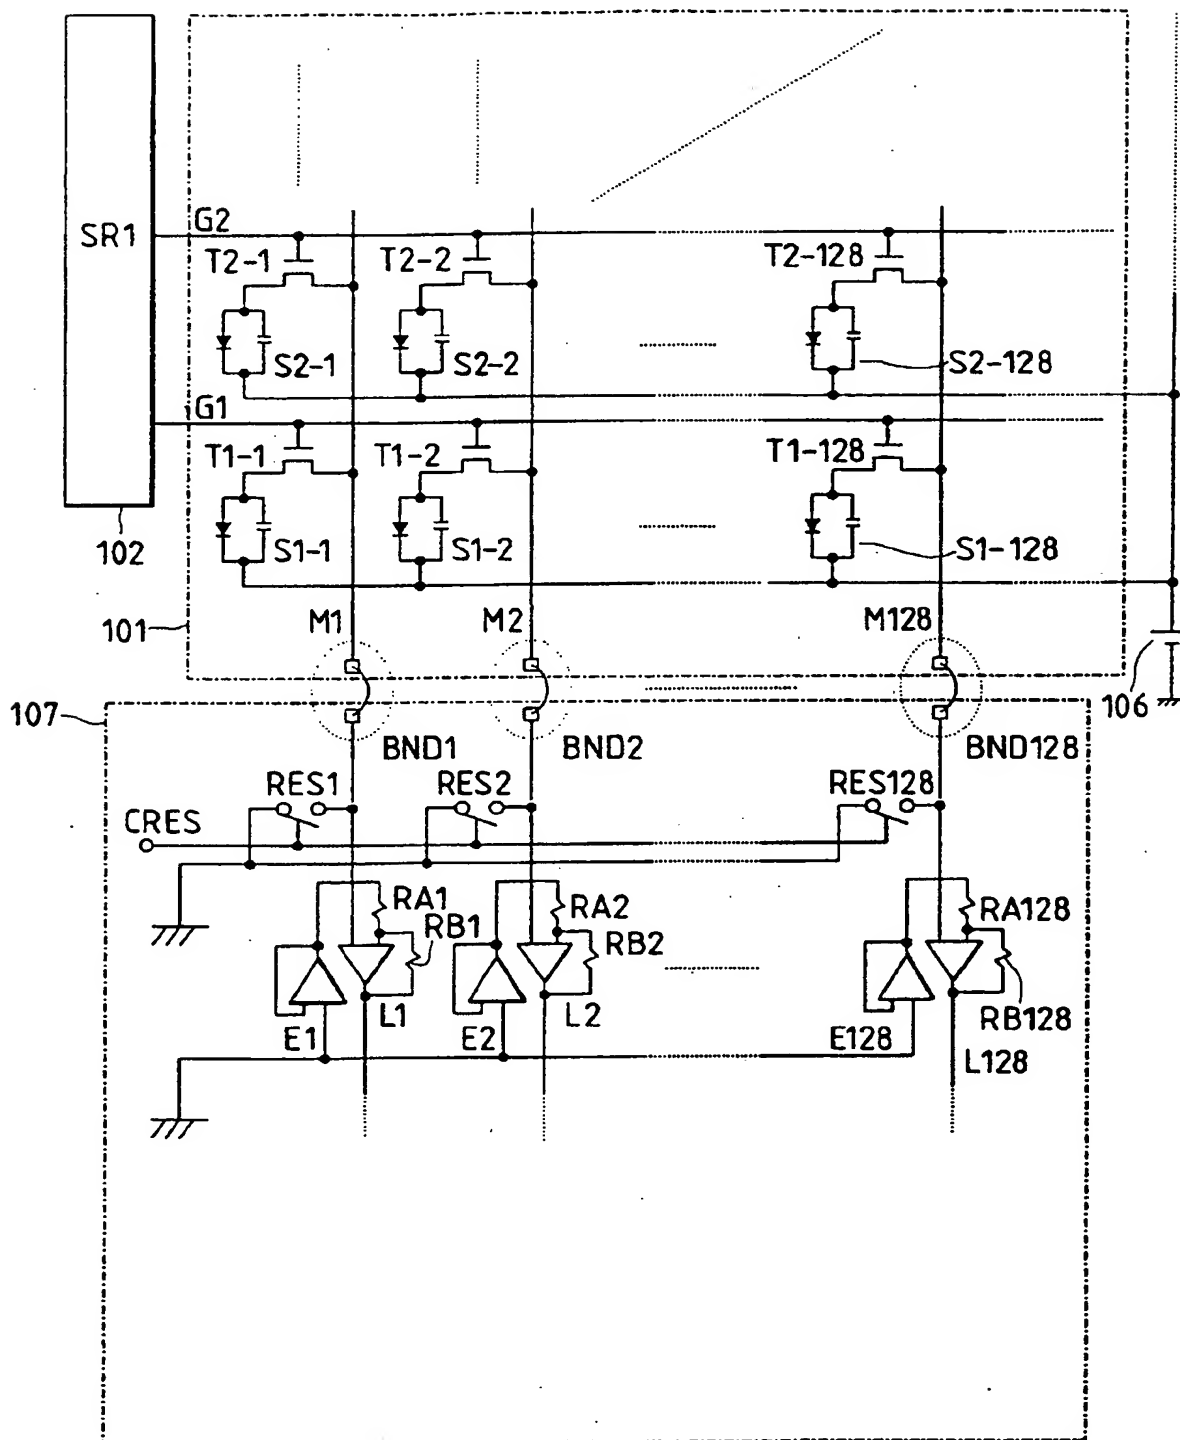 SR1
G2
T2-1
T2-2
T2-128
S2-1
S2-2
S2-128
G1
T1-1
T1-2
T1-128
102
S1-1
S1-2
S1-128
101
M1
M2
M128
106
107
BND1
BND2
BND128
RES1
RES2
RES128
CRES
RA1
RA2
RA128
RB1
RB2
RB128
E1
L1
E2
L2
E128
L128